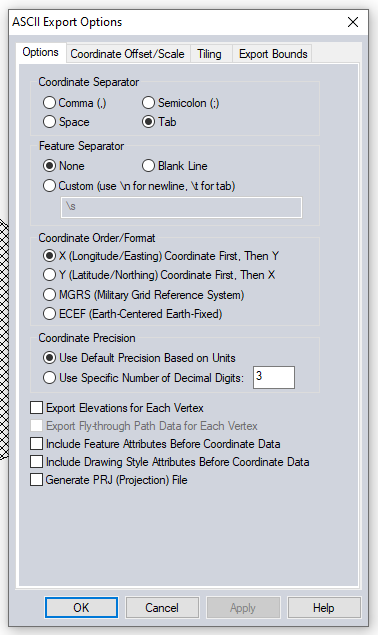 ASCII Export Options
Options Coordinate Offset/Scale Tiling Export Bounds
Coordinate Separator
Comma (,) Semicolon (;)
Space Tab
Feature Separator
None Blank Line
Custom (use \n for newline, \t for tab)
\s
Coordinate Order/Format
X (Longitude/Easting) Coordinate First, Then Y
Y (Latitude/Northing) Coordinate First, Then X
MGRS (Military Grid Reference System)
ECEF (Earth-Centered Earth-Fixed)
Coordinate Precision
Use Default Precision Based on Units
Use Specific Number of Decimal Digits: 3
Export Elevations for Each Vertex
Export Fly-through Path Data for Each Vertex
Include Feature Attributes Before Coordinate Data
Include Drawing Style Attributes Before Coordinate Data
Generate PRJ (Projection) File
OK Cancel Apply Help